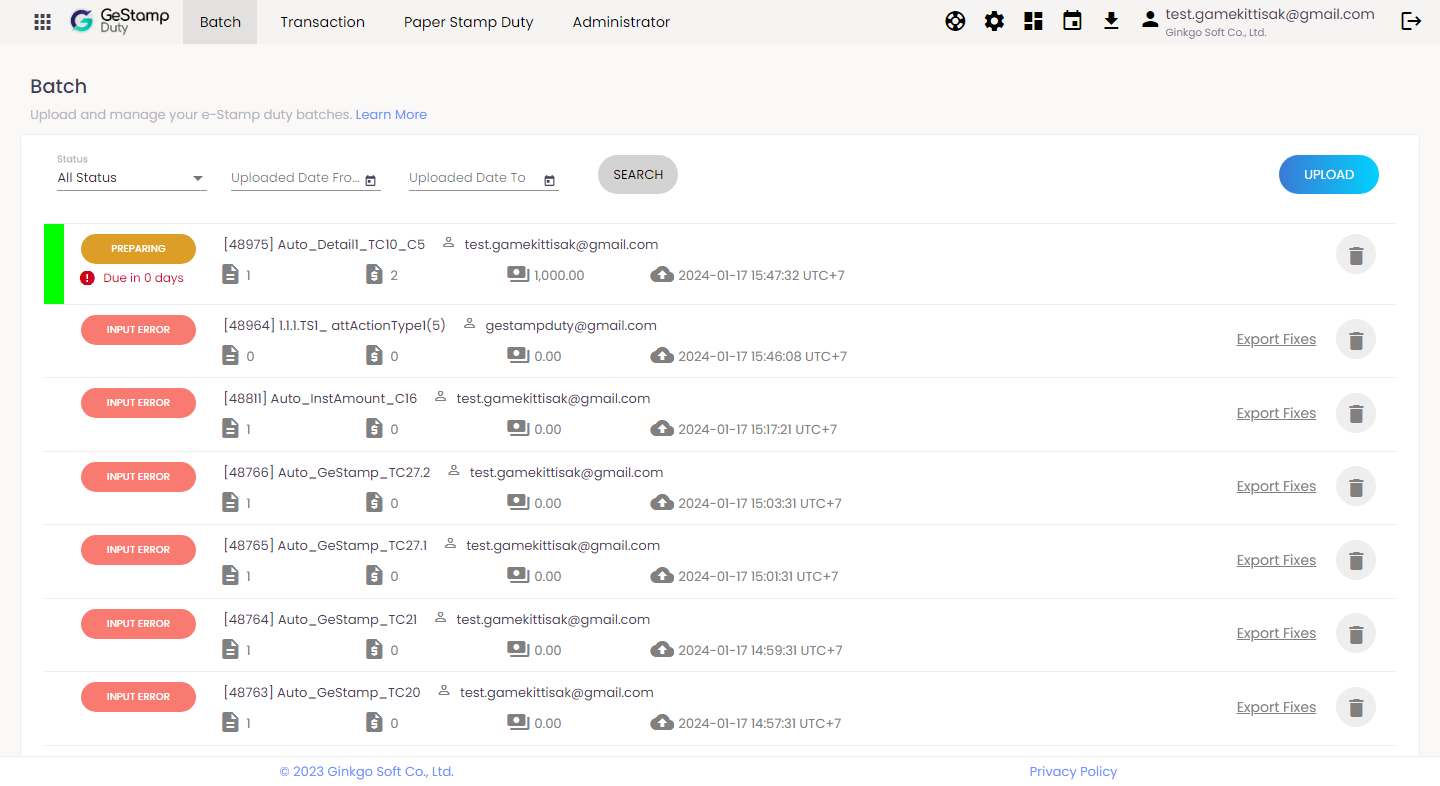 GeStamp
Duty
Batch
Transaction
Paper Stamp Duty
Administrator
test.gamekittisak@gmail.com
Ginkgo Soft Co., Ltd.
Batch
Upload and manage your e-Stamp duty batches. Learn More
Status
All Status
Uploaded Date Fro...
Uploaded Date To
SEARCH
UPLOAD
PREPARING
[48975] Auto_Detail1_TC10_C5 test.gamekittisak@gmail.com
Due in 0 days
1 2 1,000.00 2024-01-17 15:47:32 UTC+7
INPUT ERROR
[48964] 1.1.1.TS1_ attActionType1(5) gestampduty@gmail.com
0 0 0.00 2024-01-17 15:46:08 UTC+7
Export Fixes
INPUT ERROR
[48811] Auto_InstAmount_C16 test.gamekittisak@gmail.com
1 0 0.00 2024-01-17 15:17:21 UTC+7
Export Fixes
INPUT ERROR
[48766] Auto_GeStamp_TC27.2 test.gamekittisak@gmail.com
1 0 0.00 2024-01-17 15:03:31 UTC+7
Export Fixes
INPUT ERROR
[48765] Auto_GeStamp_TC27.1 test.gamekittisak@gmail.com
1 0 0.00 2024-01-17 15:01:31 UTC+7
Export Fixes
INPUT ERROR
[48764] Auto_GeStamp_TC21 test.gamekittisak@gmail.com
1 0 0.00 2024-01-17 14:59:31 UTC+7
Export Fixes
INPUT ERROR
[48763] Auto_GeStamp_TC20 test.gamekittisak@gmail.com
1 0 0.00 2024-01-17 14:57:31 UTC+7
Export Fixes
© 2023 Ginkgo Soft Co., Ltd.
Privacy Policy